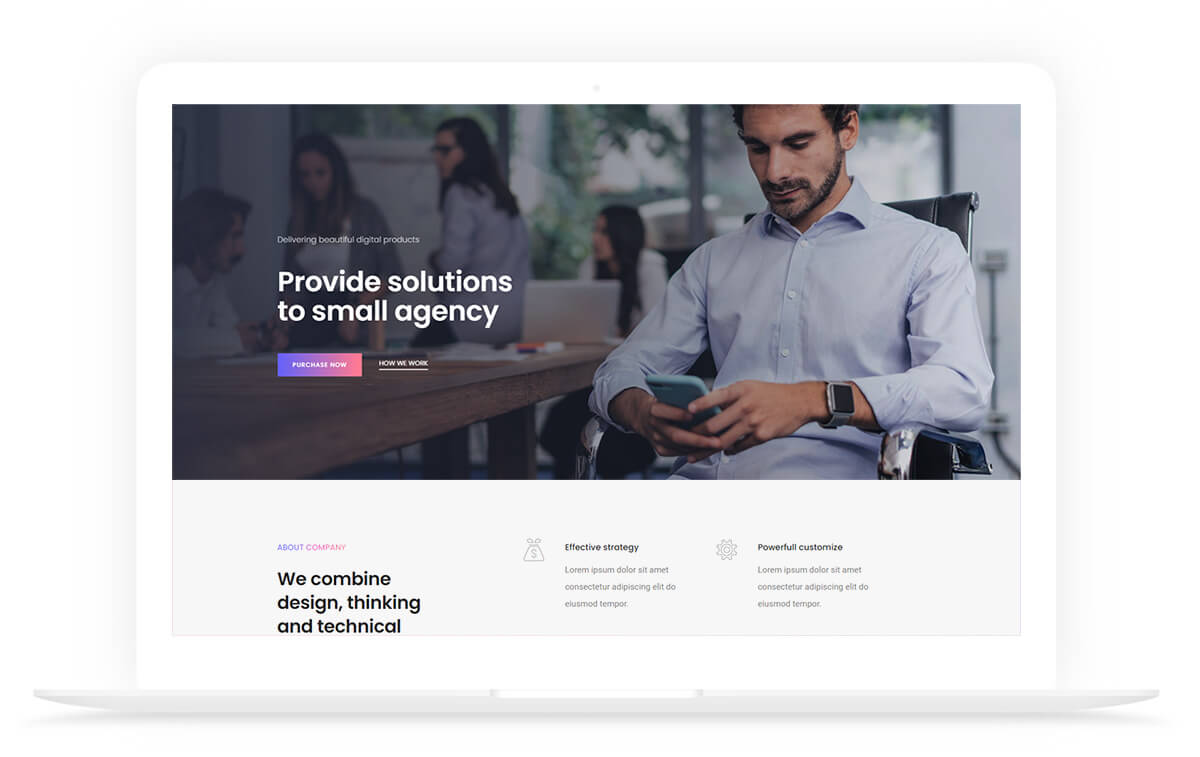 Delivering beautiful digital products
Provide solutions
to small agency
PURCHASE NOW
HOW WE WORK
ABOUT COMPANY
We combine
design, thinking
and technical
$
Effective strategy
Lorem ipsum dolor sit amet
consectetur adipiscing elit do
eiusmod tempor.
Powerfull customize
Lorem ipsum dolor sit amet
consectetur adipiscing elit do
eiusmod tempor.